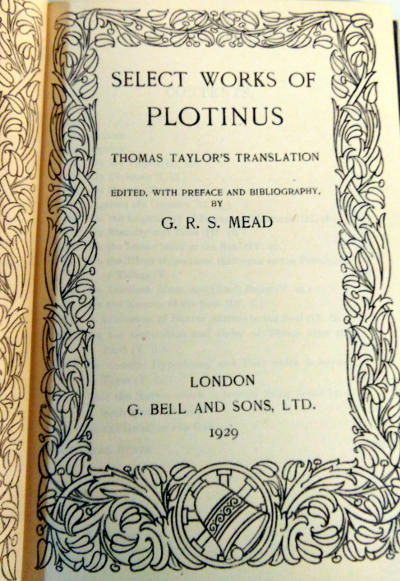 SELECT WORKS OF
PLOTINUS
THOMAS TAYLOR'S TRANSLATION
EDITED, WITH PREFACE AND BIBLIOGRAPHY,
BY
G. R. S. MEAD
LONDON
G. BELL AND SONS, LTD.
1929